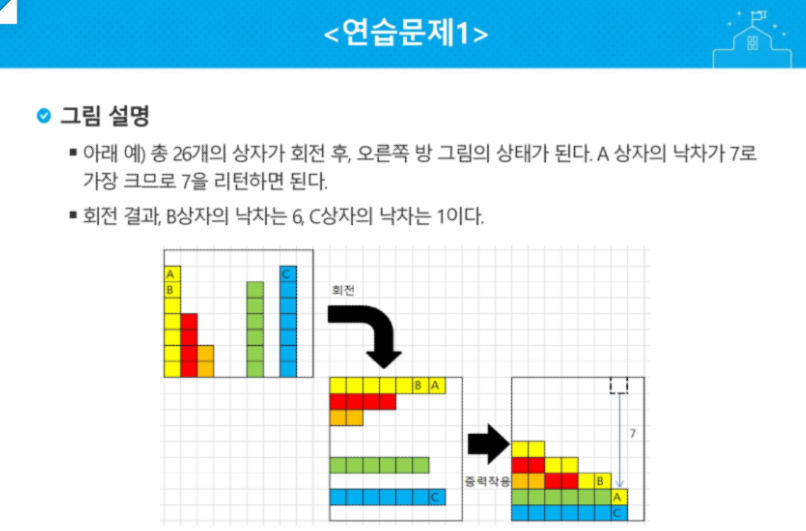 <연습문제1>
그림 설명
아래 예) 총 26개의 상자가 회전 후, 오른쪽 방 그림의 상태가 된다. A 상자의 낙차가 7로
가장 크므로 7을 리턴하면 된다.
회전 결과, B상자의 낙차는 6, C상자의 낙차는 1이다.
A
C
B
회전
B A
7
중력작용
B
A
C
C